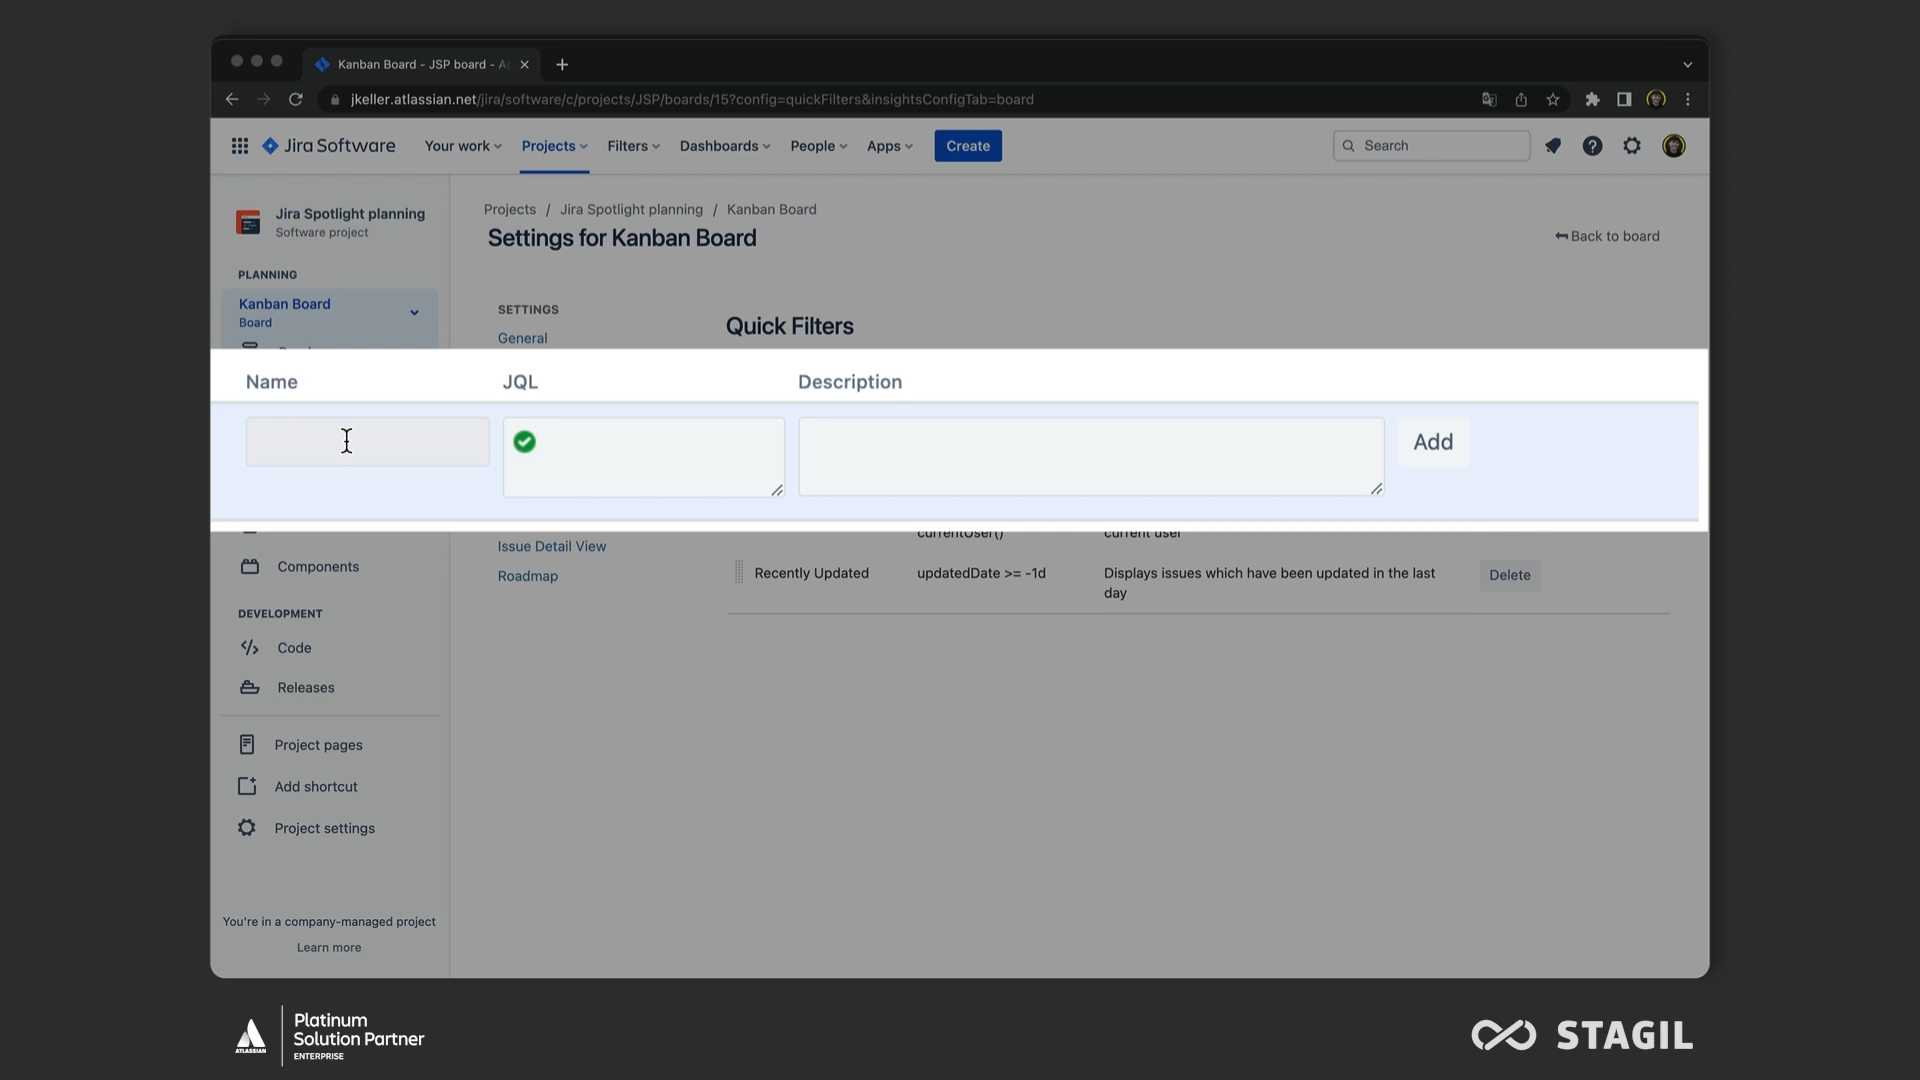 Kanban Board - JSP board - A
jkeller.atlassian.net/jira/software/c/projects/JSP/boards/15?config=quickFilters&insightsConfigTab=board
Jira Software
Your work
Projects
Filters
Dashboards
People
Apps
Create
Search
Jira Spotlight planning
Software project
PLANNING
Kanban Board
Board
Projects / Jira Spotlight planning / Kanban Board
Settings for Kanban Board
Back to board
SETTINGS
General
Quick Filters
Name
JQL
Description
Add
currentUser()
current user
Issue Detail View
Roadmap
Recently Updated
updatedDate >= -1d
Displays issues which have been updated in the last
day
Delete
Components
DEVELOPMENT
Code
Releases
Project pages
Add shortcut
Project settings
You're in a company-managed project
Learn more
ATLASSIAN
Platinum
Solution Partner
ENTERPRISE
STAGIL